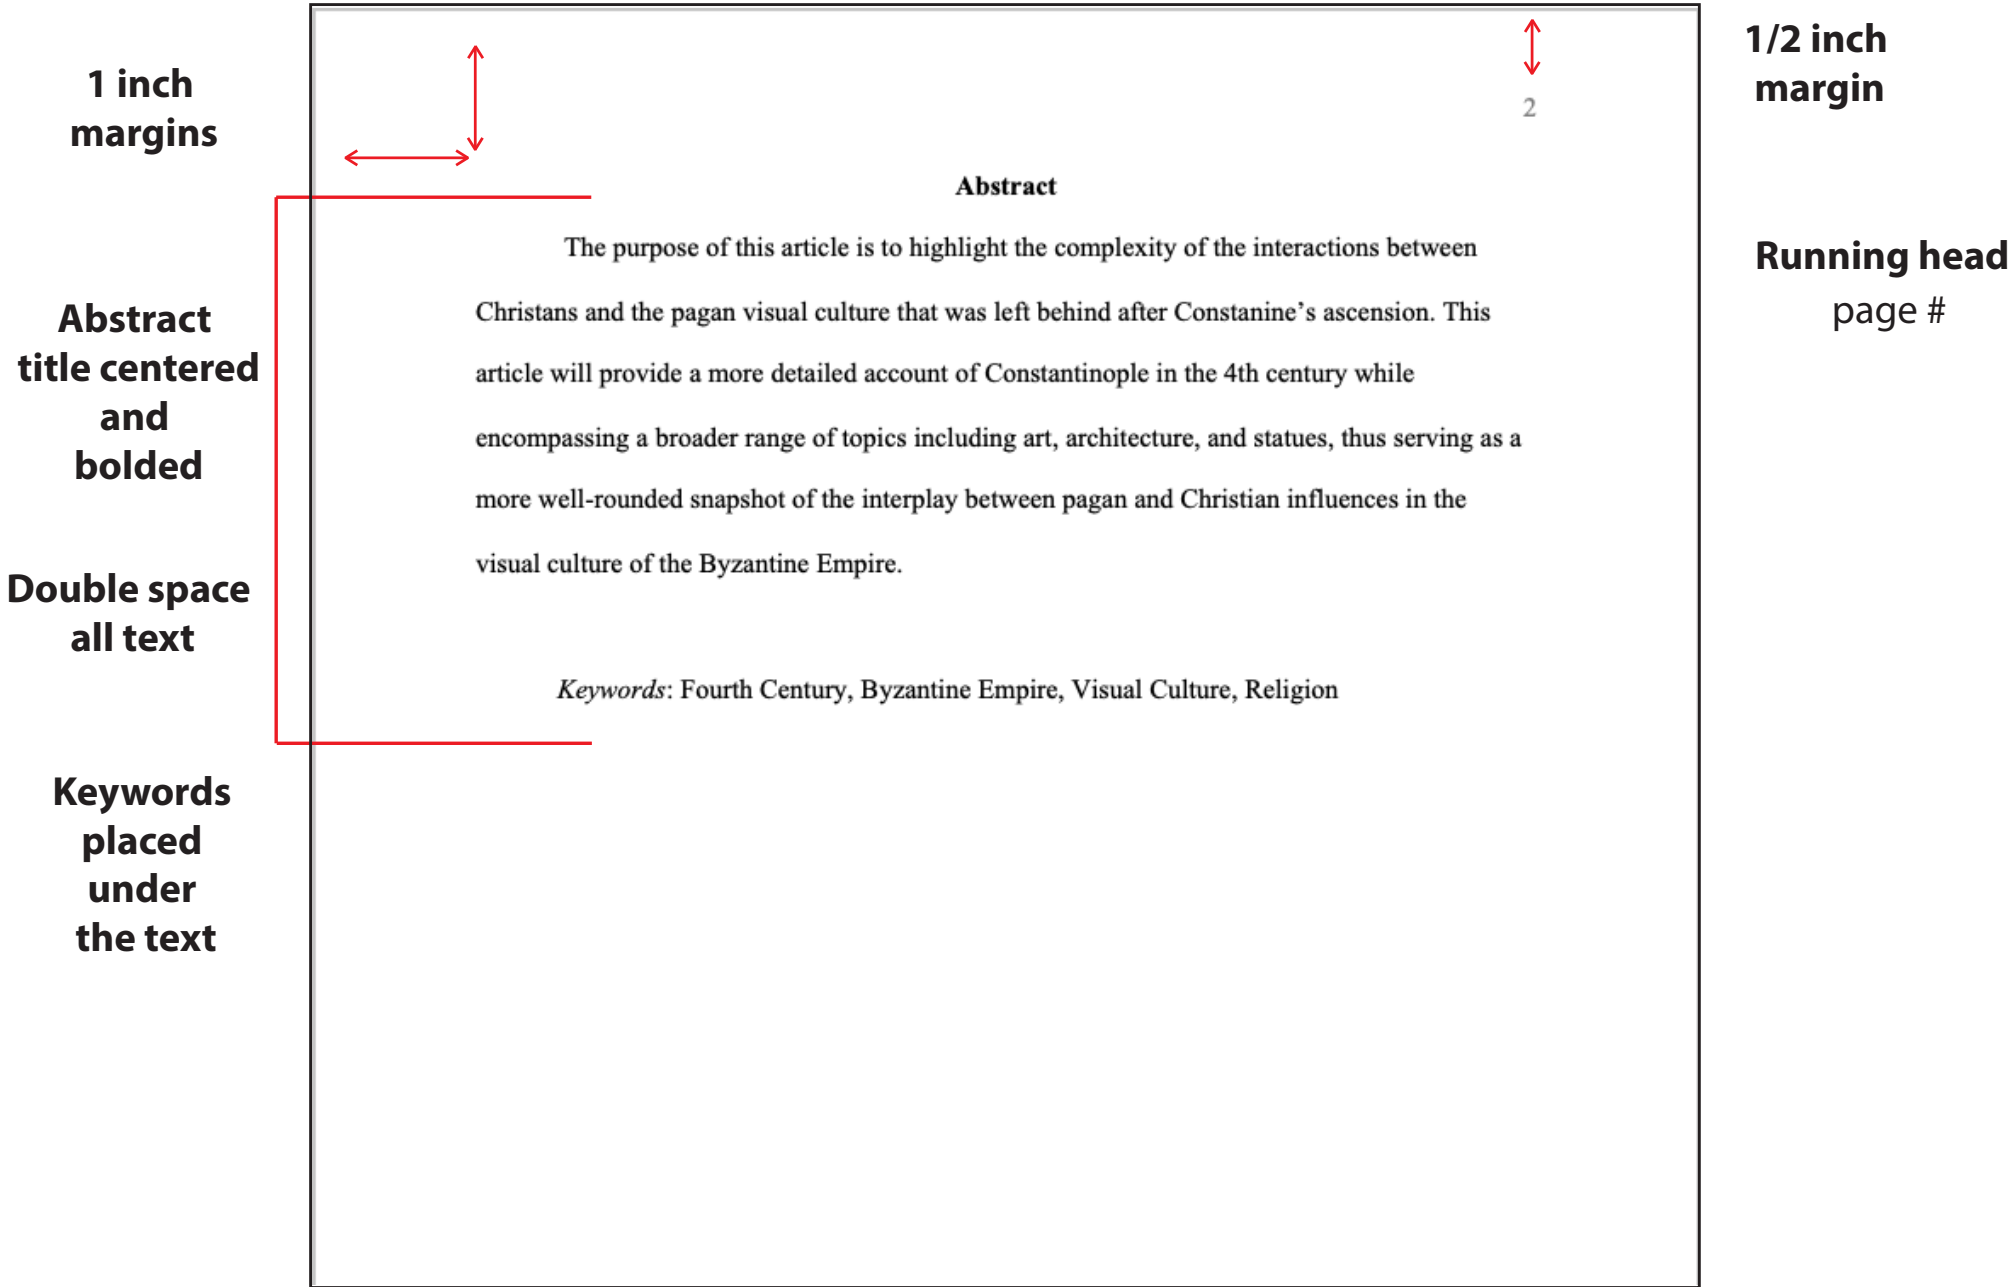 1 inch
margins
1/2 inch
margin
2
Abstract
The purpose of this article is to highlight the complexity of the interactions between
Christans and the pagan visual culture that was left behind after Constanine’s ascension. This
article will provide a more detailed account of Constantinople in the 4th century while
encompassing a broader range of topics including art, architecture, and statues, thus serving as a
more well-rounded snapshot of the interplay between pagan and Christian influences in the
visual culture of the Byzantine Empire.
Keywords: Fourth Century, Byzantine Empire, Visual Culture, Religion
Running head
page #
Abstract
title centered
and
bolded
Double space
all text
Keywords
placed
under
the text